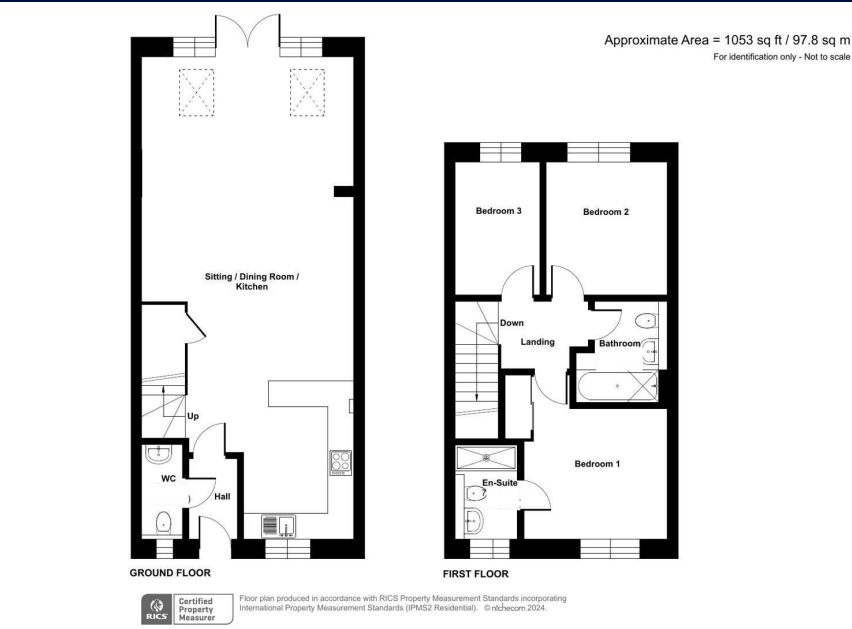 Approximate Area = 1053 sq ft / 97.8 sq m
For identification only - Not to scale
Bedroom 3
Bedroom 2
Sitting / Dining Room /
Kitchen
Down
Landing
Bathroom
Up
Bedroom 1
WC
Hall
En-Suite
GROUND FLOOR
FIRST FLOOR
RICS
Certified
Property
Measurer
Floor plan produced in accordance with RICS Property Measurement Standards incorporating
International Property Measurement Standards (IPMS2 Residential). © nichecom 2024.